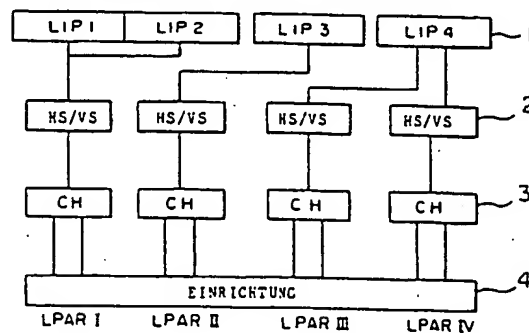 LIP 1 LIP 2 LIP 3 LIP 4 1
HS/VS HS/VS HS/VS HS/VS 2
CH CH CH CH 3
EINRICHTUNG 4
LPAR I LPAR II LPAR III LPAR IV